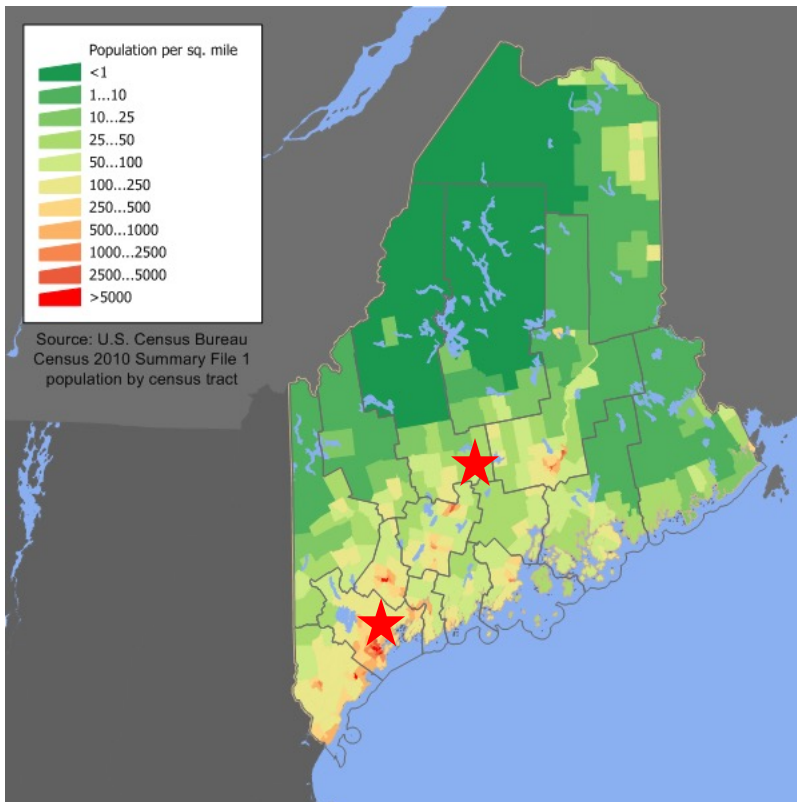 Population per sq. mile
<1
1...10
10...25
25...50
50...100
100...250
250...500
500...1000
1000...2500
2500...5000
>5000
Source: U.S. Census Bureau
Census 2010 Summary File 1
population by census tract